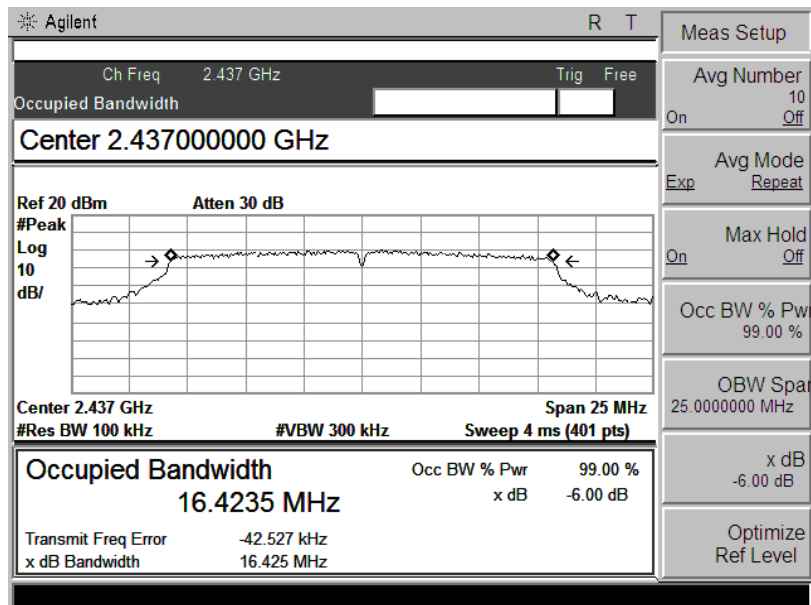 Agilent R T
Ch Freq 2.437 GHz Trig Free
Occupied Bandwidth
Center 2.437000000 GHz
Ref 20 dBm Atten 30 dB
#Peak
Log
10
dB/
Center 2.437 GHz Span 25 MHz
#Res BW 100 kHz #VBW 300 kHz Sweep 4 ms (401 pts)
Occupied Bandwidth Occ BW % Pwr 99.00 %
16.4235 MHz x dB -6.00 dB
Transmit Freq Error -42.527 kHz
x dB Bandwidth 16.425 MHz
Meas Setup
Avg Number
10
On Off
Avg Mode
Exp Repeat
Max Hold
On Off
Occ BW % Pwr
99.00 %
OBW Span
25.0000000 MHz
x dB
-6.00 dB
Optimize
Ref Level